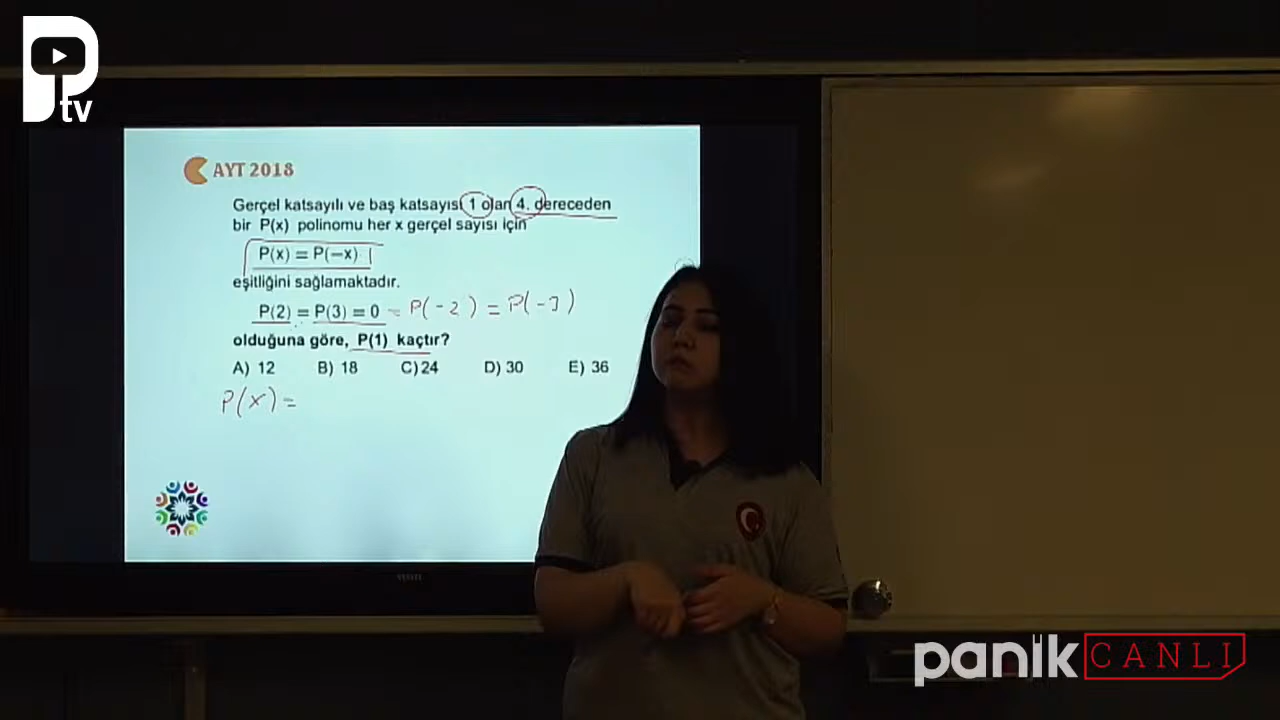 P
tv
AYT 2018
Gerçel katsayılı ve baş katsayısı 1 olan 4. dereceden
bir P(x) polinomu her x gerçel sayısı için
P(x) = P(−x)
eşitliğini sağlamaktadır.
P(2) = P(3) = 0 = P(-2) = P(-3)
olduğuna göre, P(1) kaçtır?
A) 12 B) 18 C) 24 D) 30 E) 36
P(x) =
panik CANLI